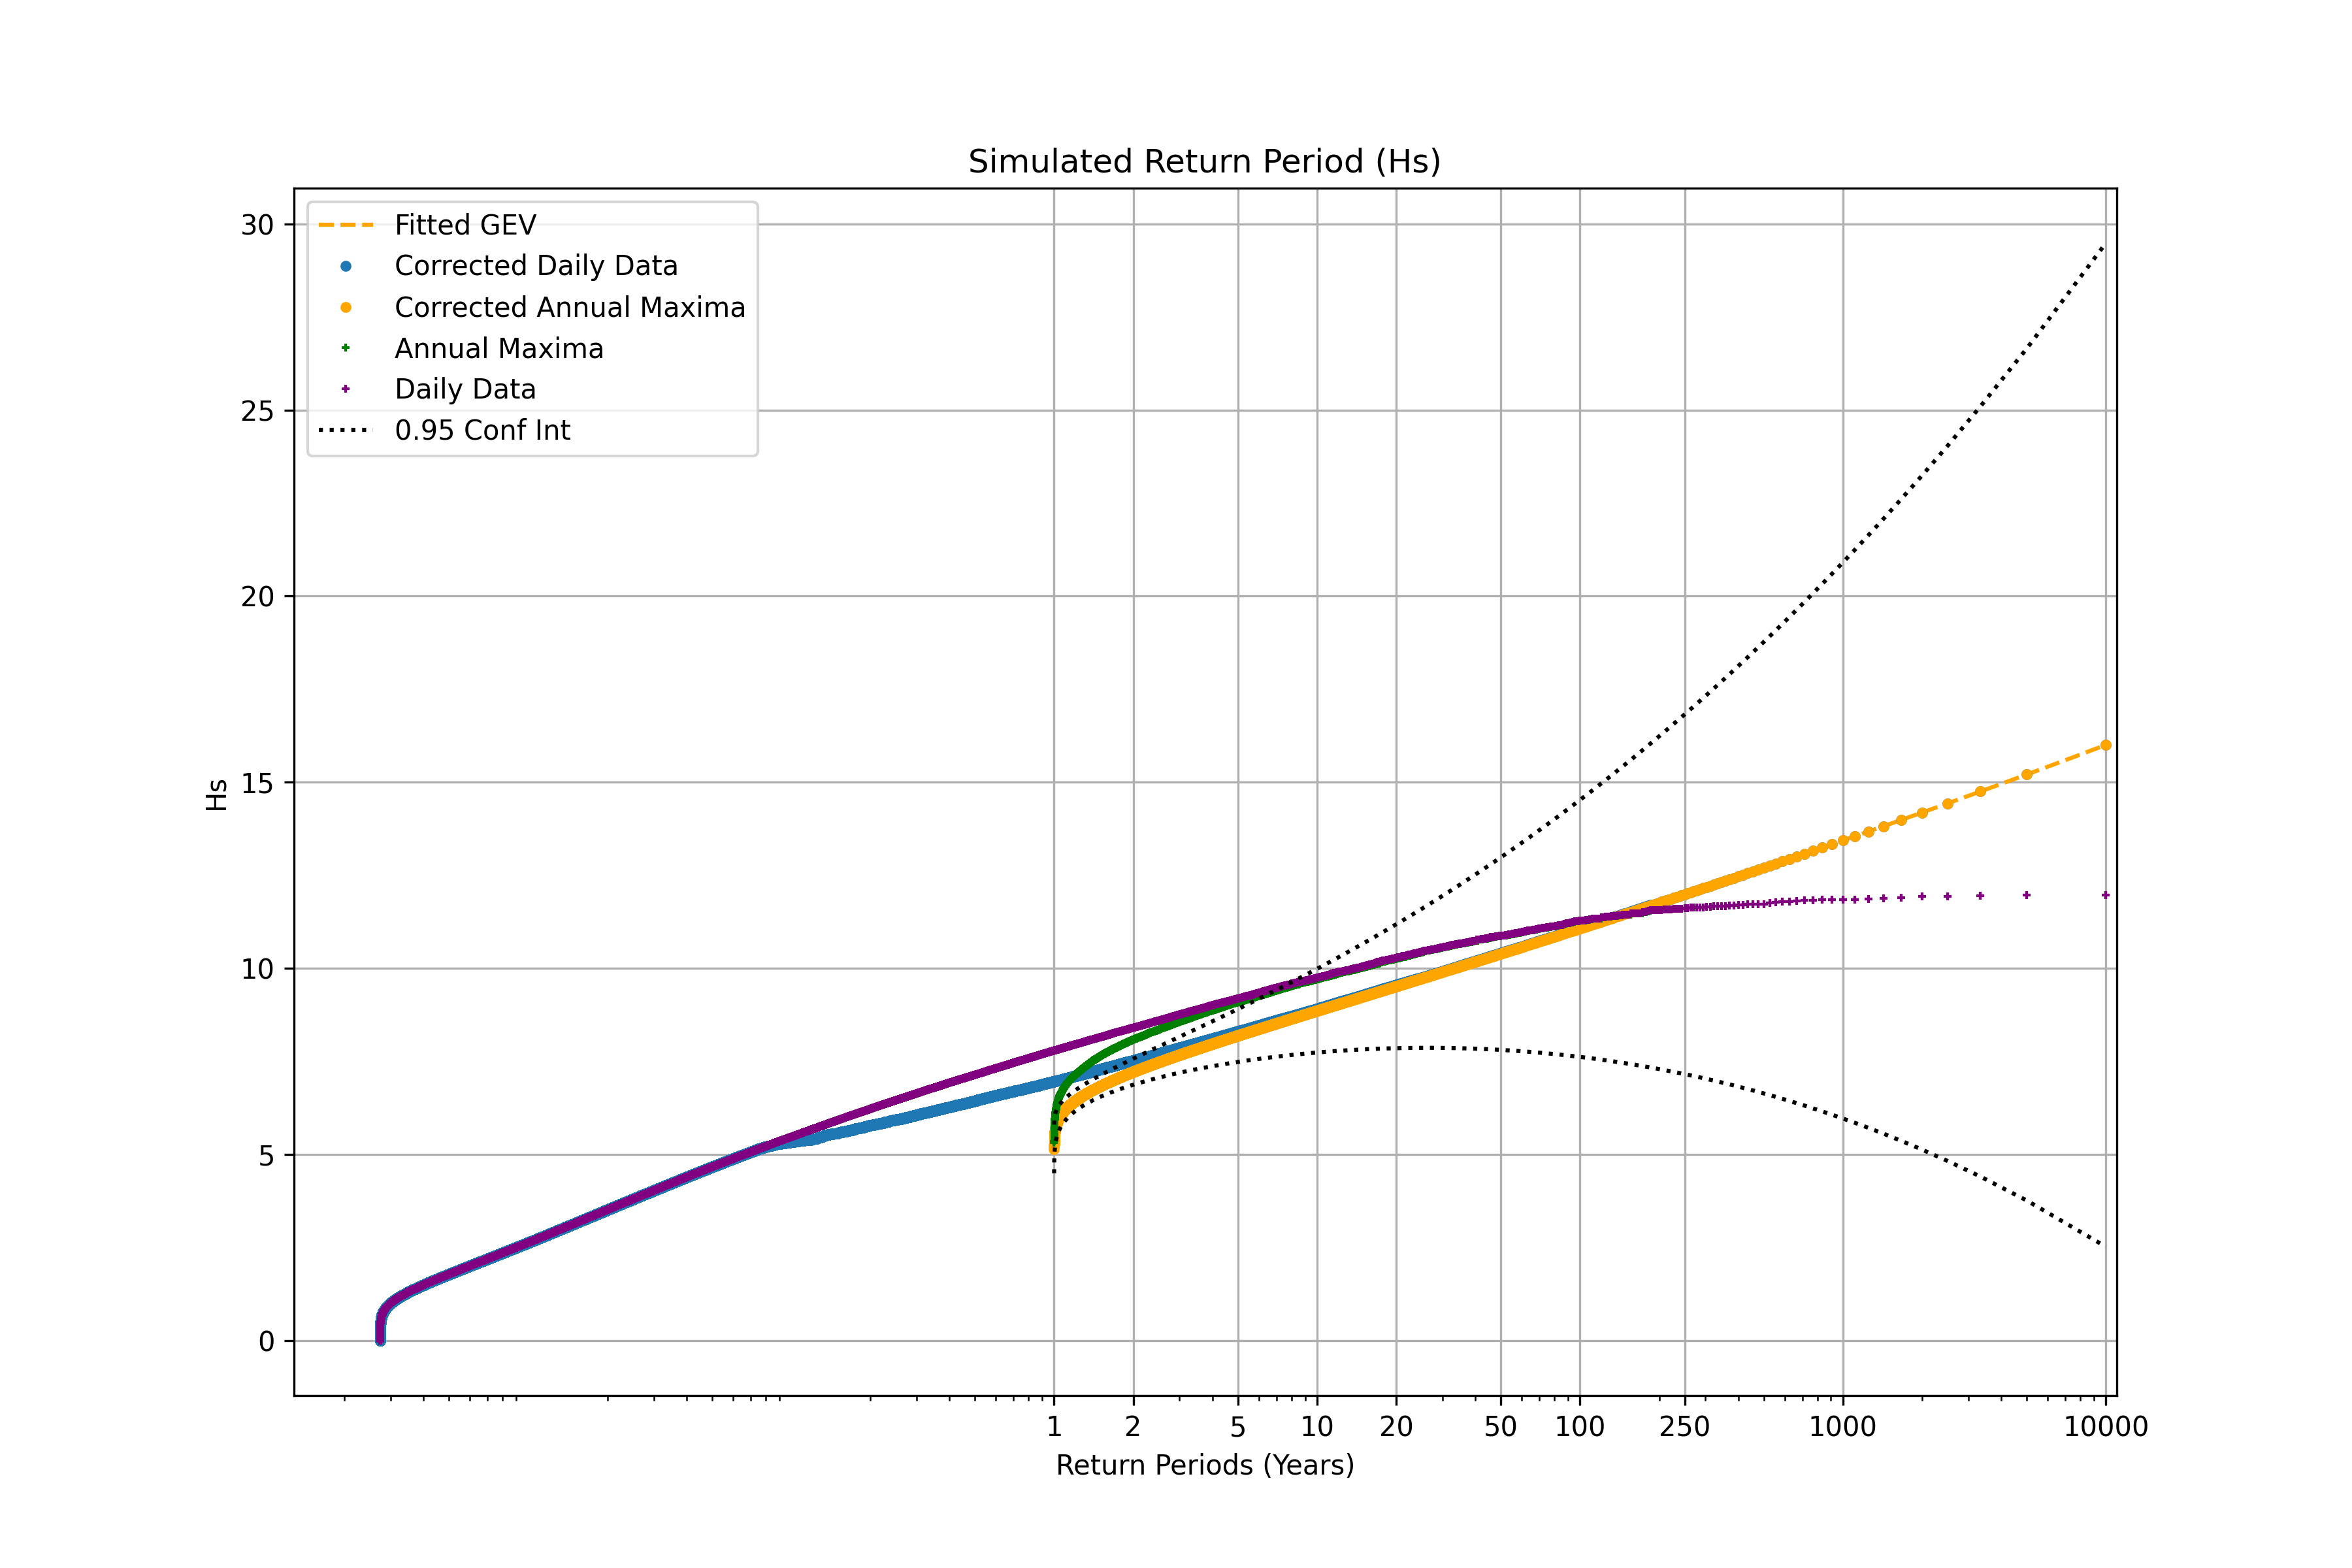 Simulated Return Period (Hs)
Fitted GEV
Corrected Daily Data
Corrected Annual Maxima
Annual Maxima
Daily Data
0.95 Conf Int
30
25
20
15
10
5
0
Hs
1 2 5 10 20 50 100 250 1000 10000
Return Periods (Years)